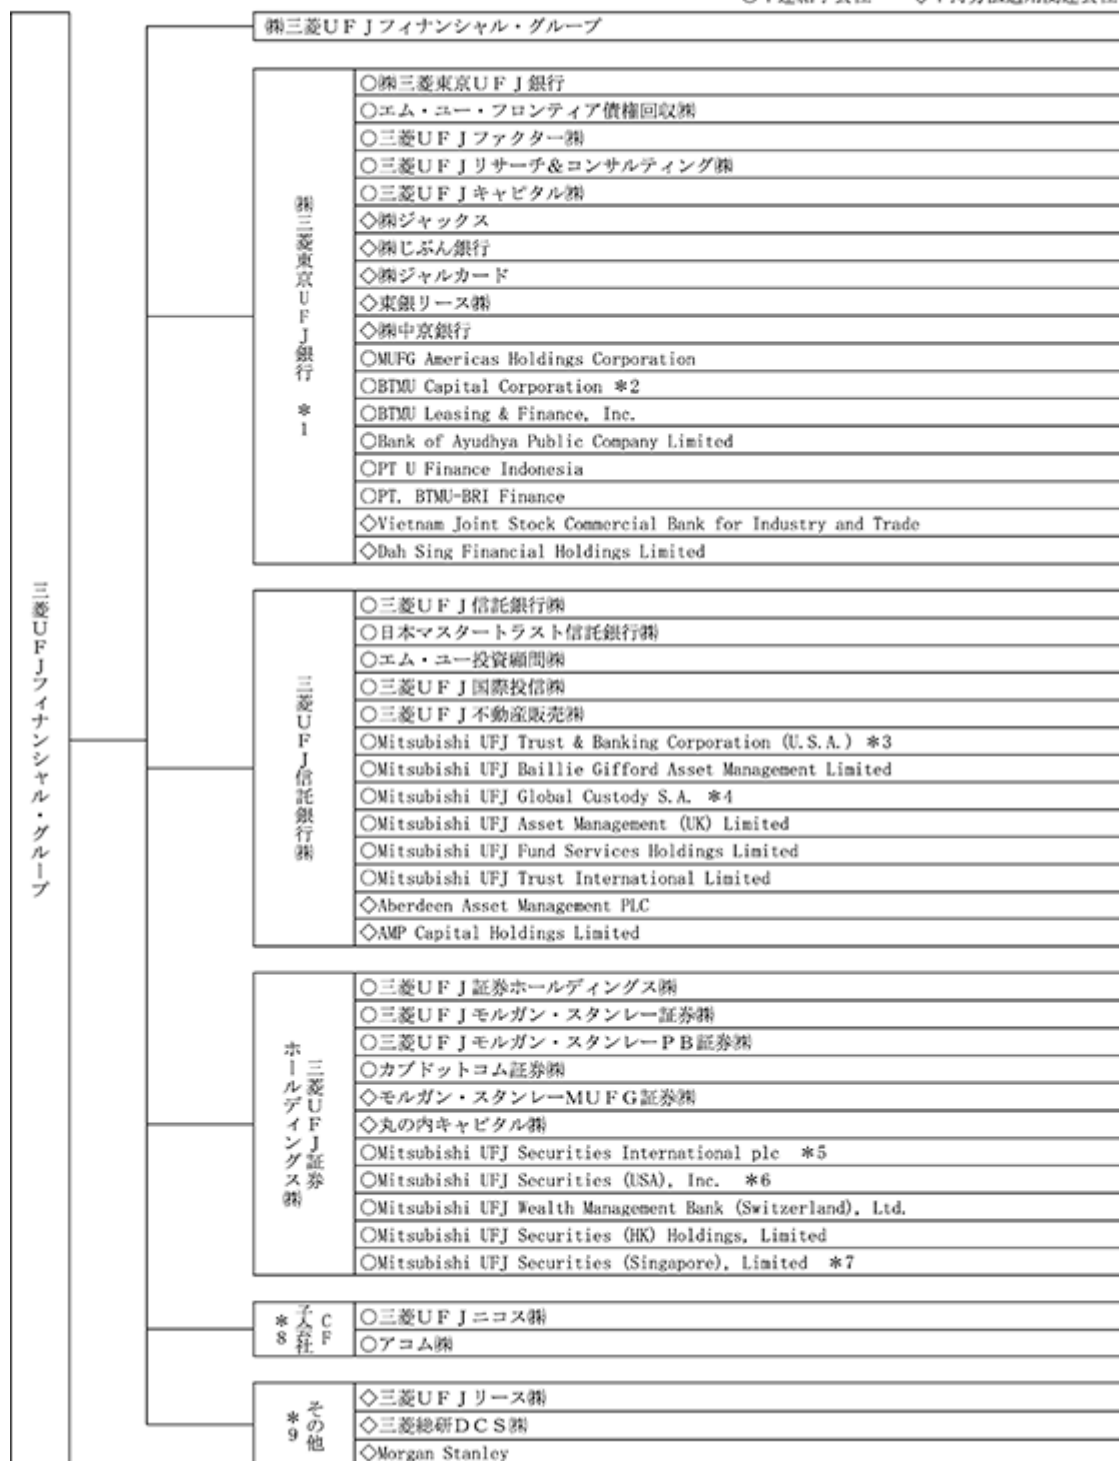 三菱UFJフィナンシャル・グループ
㈱三菱UFJフィナンシャル・グループ
㈱三菱東京UFJ銀行 *1
○㈱三菱東京UFJ銀行
○エム・ユー・フロンティア債権回収㈱
○三菱UFJファクター㈱
○三菱UFJリサーチ&コンサルティング㈱
○三菱UFJキャピタル㈱
◇㈱ジャックス
◇㈱じぶん銀行
◇㈱ジャルカード
◇東銀リース㈱
◇㈱中京銀行
○MUFG Americas Holdings Corporation
○BTMU Capital Corporation *2
○BTMU Leasing & Finance, Inc.
○Bank of Ayudhya Public Company Limited
○PT U Finance Indonesia
○PT. BTMU-BRI Finance
◇Vietnam Joint Stock Commercial Bank for Industry and Trade
◇Dah Sing Financial Holdings Limited
三菱UFJ信託銀行㈱
○三菱UFJ信託銀行㈱
○日本マスタートラスト信託銀行㈱
○エム・ユー投資顧問㈱
○三菱UFJ国際投信㈱
○三菱UFJ不動産販売㈱
○Mitsubishi UFJ Trust & Banking Corporation (U.S.A.) *3
○Mitsubishi UFJ Baillie Gifford Asset Management Limited
○Mitsubishi UFJ Global Custody S.A. *4
○Mitsubishi UFJ Asset Management (UK) Limited
○Mitsubishi UFJ Fund Services Holdings Limited
○Mitsubishi UFJ Trust International Limited
◇Aberdeen Asset Management PLC
◇AMP Capital Holdings Limited
三菱UFJ証券
ホールディングス㈱
○三菱UFJ証券ホールディングス㈱
○三菱UFJモルガン・スタンレー証券㈱
○三菱UFJモルガン・スタンレーPB証券㈱
○カブドットコム証券㈱
◇モルガン・スタンレーMUFG証券㈱
◇丸の内キャピタル㈱
○Mitsubishi UFJ Securities International plc *5
○Mitsubishi UFJ Securities (USA), Inc. *6
○Mitsubishi UFJ Wealth Management Bank (Switzerland), Ltd.
○Mitsubishi UFJ Securities (HK) Holdings, Limited
○Mitsubishi UFJ Securities (Singapore), Limited *7
CF
子会社
*8
○三菱UFJニコス㈱
○アコム㈱
その他
*9
◇三菱UFJリース㈱
◇三菱総研DCS㈱
◇Morgan Stanley